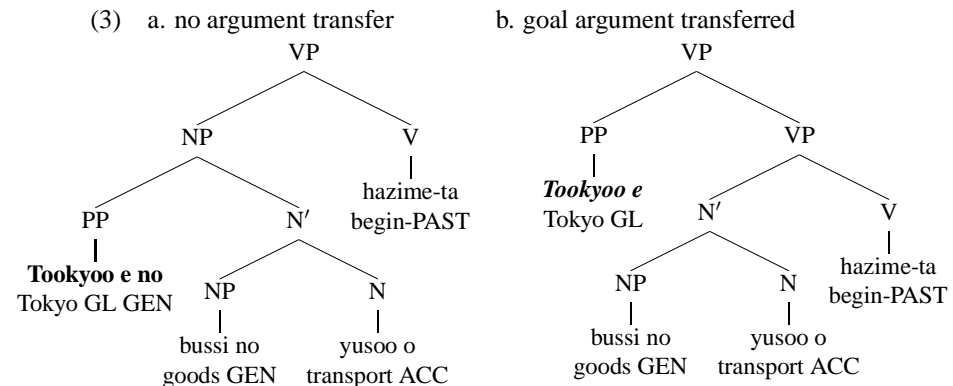 (3) a. no argument transfer b. goal argument transferred
VP VP
NP V PP VP
hazime-ta Tookyoo e
begin-PAST Tokyo GL
PP N′ N′ V
Tookyoo e no hazime-ta
Tokyo GL GEN begin-PAST
NP N NP N
bussi no yusoo o bussi no yusoo o
goods GEN transport ACC goods GEN transport ACC